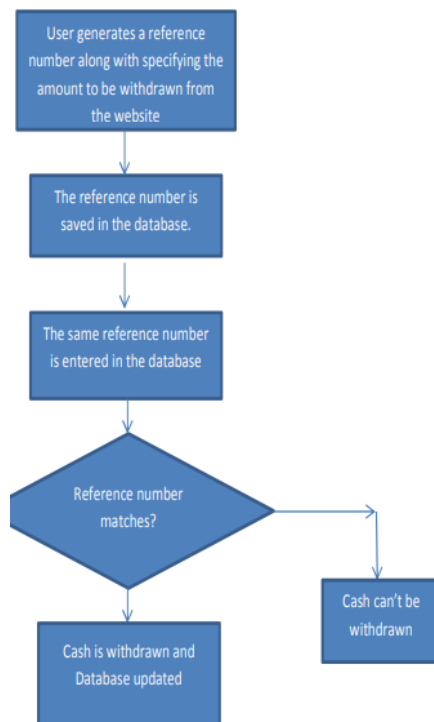 User generates a reference
number along with specifying the
amount to be withdrawn from
the website
The reference number is
saved in the database.
The same reference number
is entered in the database
Reference number
matches?
Cash can't be
withdrawn
Cash is withdrawn and
Database updated